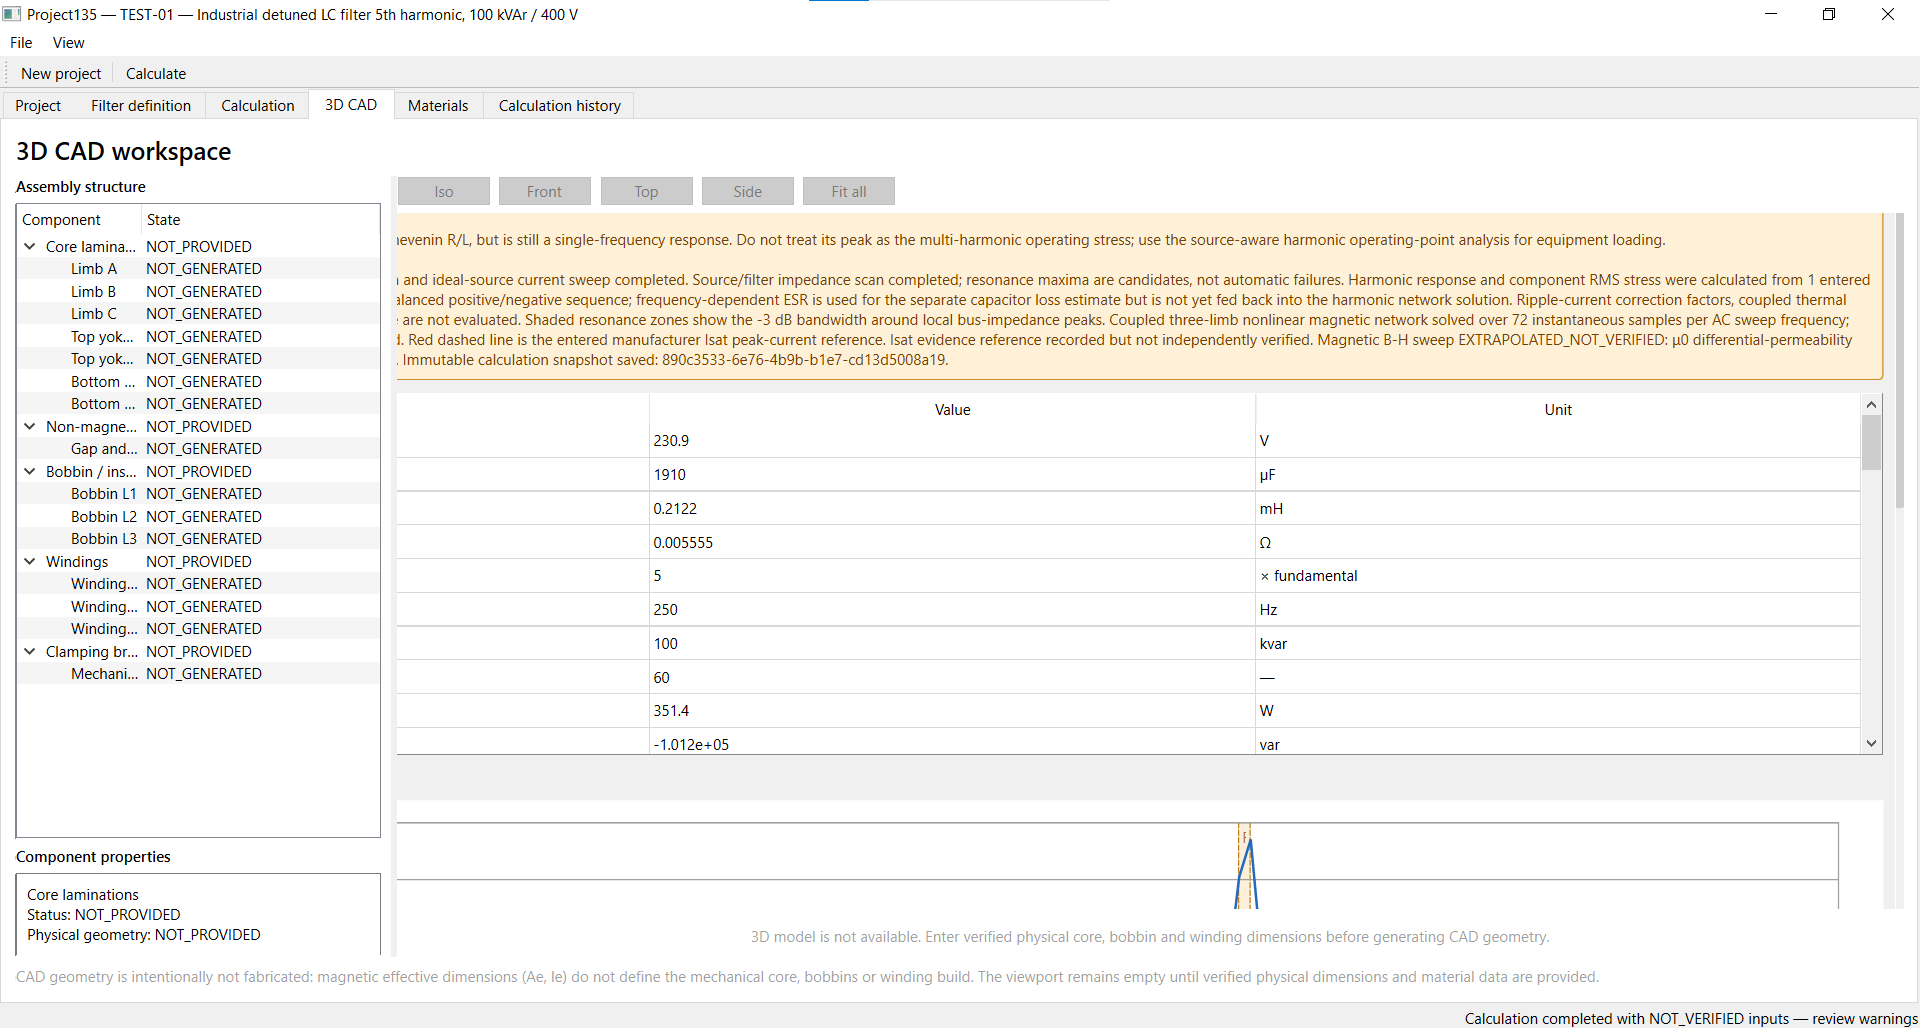 Project135 — TEST-01 — Industrial detuned LC filter 5th harmonic, 100 kVAr / 400 V
File View
New project Calculate
Project Filter definition Calculation 3D CAD Materials Calculation history
3D CAD workspace
Assembly structure
Component State
Core lamina... NOT_PROVIDED
Limb A NOT_GENERATED
Limb B NOT_GENERATED
Limb C NOT_GENERATED
Top yok... NOT_GENERATED
Top yok... NOT_GENERATED
Bottom ... NOT_GENERATED
Bottom ... NOT_GENERATED
Non-magne... NOT_PROVIDED
Gap and... NOT_GENERATED
Bobbin / ins... NOT_PROVIDED
Bobbin L1 NOT_GENERATED
Bobbin L2 NOT_GENERATED
Bobbin L3 NOT_GENERATED
Windings NOT_PROVIDED
Winding... NOT_GENERATED
Winding... NOT_GENERATED
Winding... NOT_GENERATED
Clamping br... NOT_PROVIDED
Mechani... NOT_GENERATED
Component properties
Core laminations
Status: NOT_PROVIDED
Physical geometry: NOT_PROVIDED
Iso Front Top Side Fit all
evenin R/L, but is still a single-frequency response. Do not treat its peak as the multi-harmonic operating stress; use the source-aware harmonic operating-point analysis for equipment loading.
and ideal-source current sweep completed. Source/filter impedance scan completed; resonance maxima are candidates, not automatic failures. Harmonic response and component RMS stress were calculated from 1 entered
alanced positive/negative sequence; frequency-dependent ESR is used for the separate capacitor loss estimate but is not yet fed back into the harmonic network solution. Ripple-current correction factors, coupled thermal
are not evaluated. Shaded resonance zones show the -3 dB bandwidth around local bus-impedance peaks. Coupled three-limb nonlinear magnetic network solved over 72 instantaneous samples per AC sweep frequency;
. Red dashed line is the entered manufacturer Isat peak-current reference. Isat evidence reference recorded but not independently verified. Magnetic B-H sweep EXTRAPOLATED_NOT_VERIFIED: µ0 differential-permeability
. Immutable calculation snapshot saved: 890c3533-6e76-4b9b-b1e7-cd13d5008a19.
Value Unit
230.9 V
1910 µF
0.2122 mH
0.005555 Ω
5 × fundamental
250 Hz
100 kvar
60 —
351.4 W
-1.012e+05 var
3D model is not available. Enter verified physical core, bobbin and winding dimensions before generating CAD geometry.
CAD geometry is intentionally not fabricated: magnetic effective dimensions (Ae, le) do not define the mechanical core, bobbins or winding build. The viewport remains empty until verified physical dimensions and material data are provided.
Calculation completed with NOT_VERIFIED inputs — review warnings